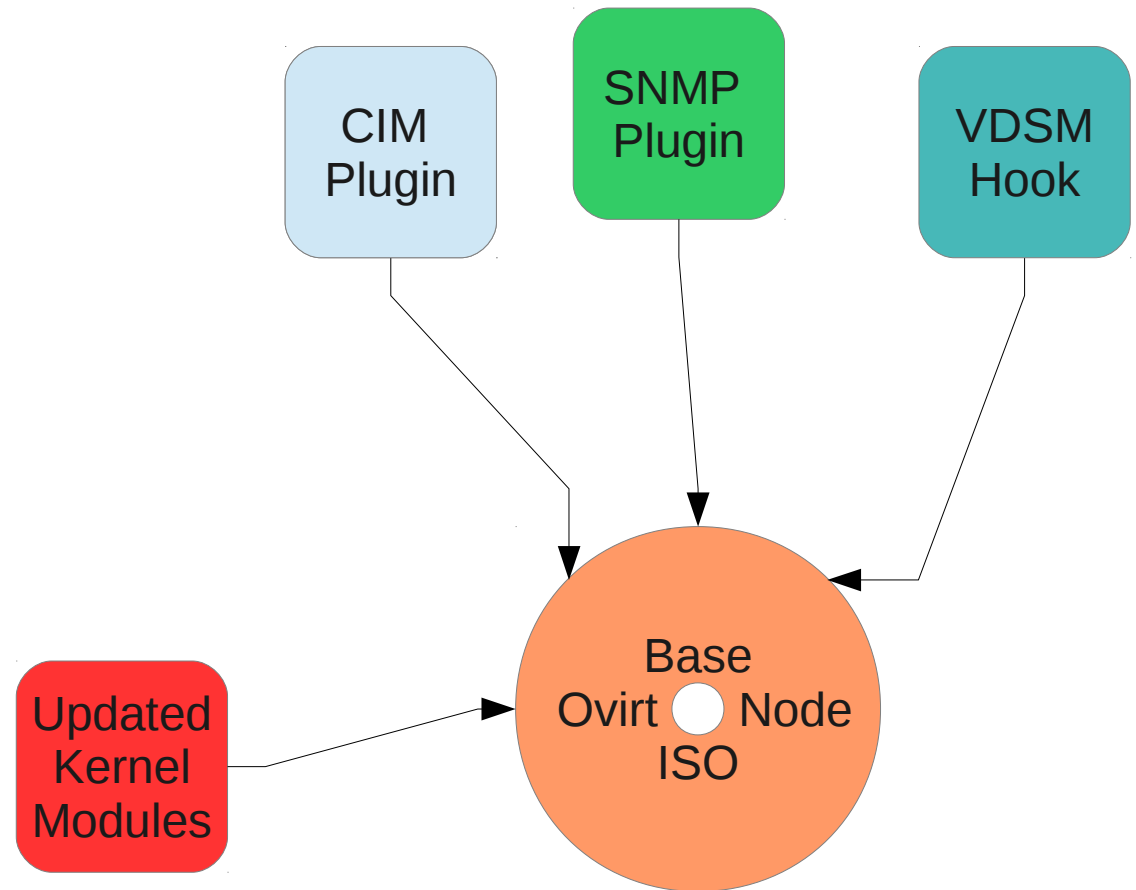 CIM
Plugin
SNMP
Plugin
VDSM
Hook
Updated
Kernel
Modules
Base
Ovirt Node
ISO